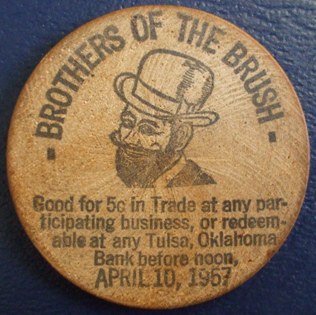 BROTHERS OF THE BRUSH
Good for 5c in Trade at any par-
ticipating business, or redeem-
able at any Tulsa, Oklahoma
Bank before noon,
APRIL 10, 1957